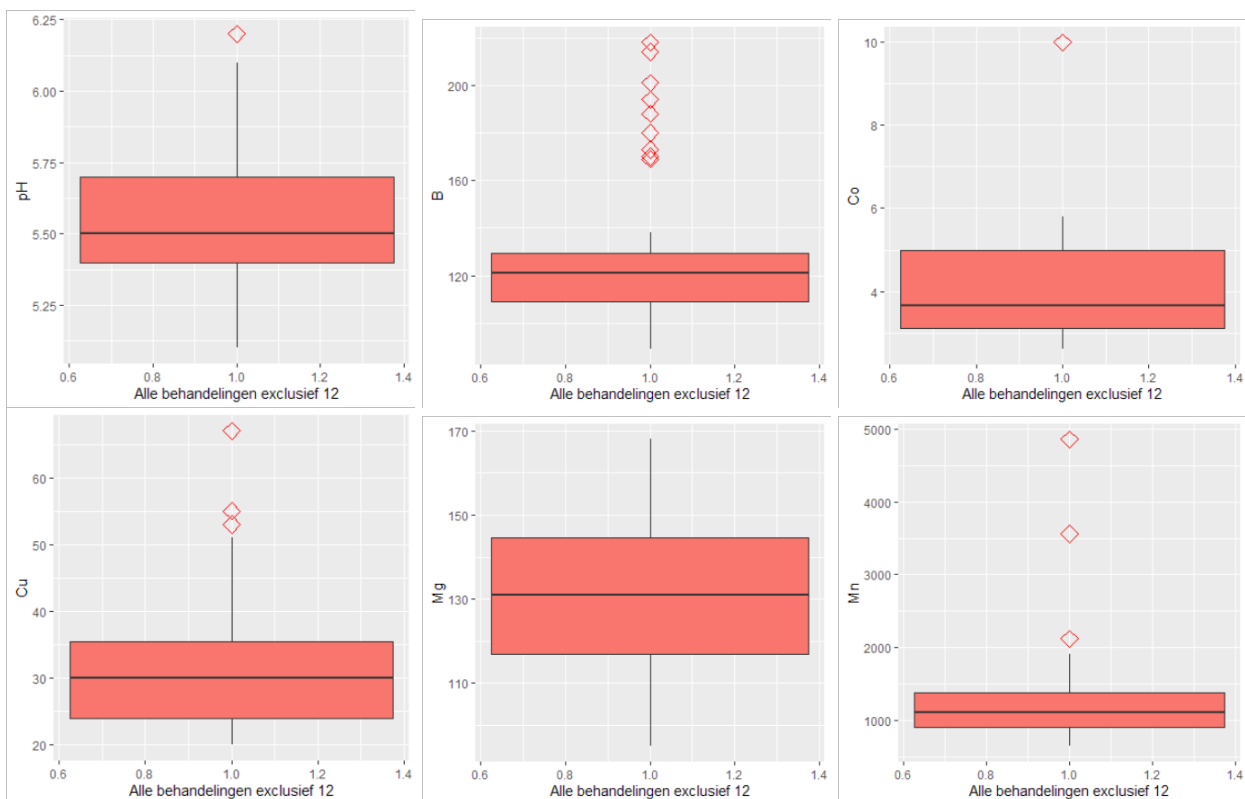 6.25
6.00
5.75
5.50
5.25
pH
0.6 0.8 1.0 1.2 1.4
Alle behandelingen exclusief 12
200
160
120
B
0.6 0.8 1.0 1.2 1.4
Alle behandelingen exclusief 12
10
8
6
4
Co
0.6 0.8 1.0 1.2 1.4
Alle behandelingen exclusief 12
60
50
40
30
20
Cu
0.6 0.8 1.0 1.2 1.4
Alle behandelingen exclusief 12
170
150
130
110
Mg
0.6 0.8 1.0 1.2 1.4
Alle behandelingen exclusief 12
5000
4000
3000
2000
1000
Mn
0.6 0.8 1.0 1.2 1.4
Alle behandelingen exclusief 12